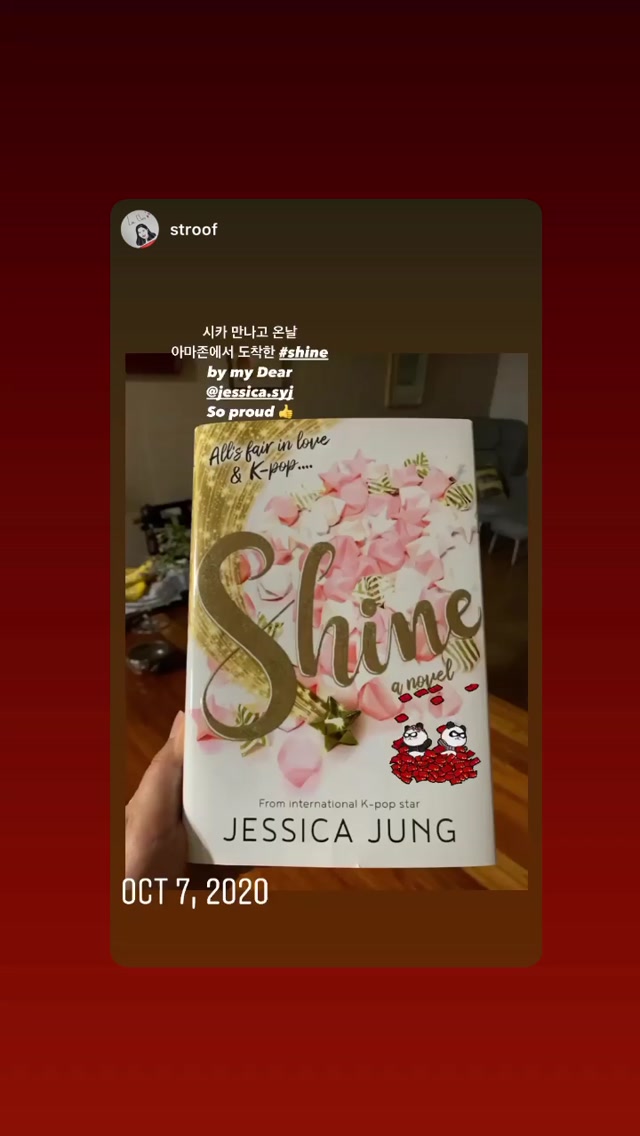 stroof
시카 만나고 온날
아마존에서 도착한 #shine
by my Dear
@jessica.syj
So proud 👍
All's fair in love
& K-pop....
Shine
a novel
From international K-pop star
JESSICA JUNG
OCT 7, 2020